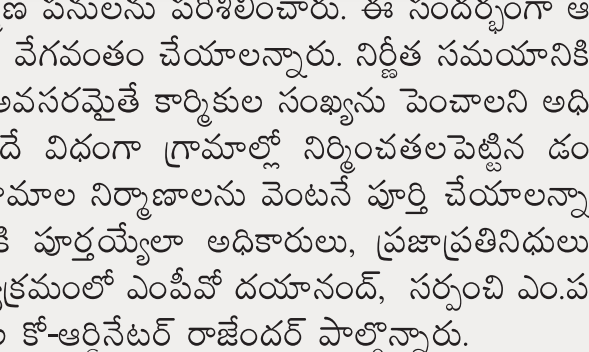 పనులను పరిశీలించారు. ఈ సందర్భంగా ఆ
వేగవంతం చేయాలన్నారు. నిర్ణీత సమయానికి
అవసరమైతే కార్మికుల సంఖ్యను పెంచాలని అధి
దే విధంగా గ్రామాల్లో నిర్మించతలపెట్టిన డం
మాల నిర్మాణాలను వెంటనే పూర్తి చేయాలన్నా
కి పూర్తయ్యేలా అధికారులు, ప్రజాప్రతినిధులు
క్రమంలో ఎంపీవో దయానంద్, సర్పంచి ఎం.ప
కో-ఆర్డినేటర్ రాజేందర్ పాల్గొన్నారు.